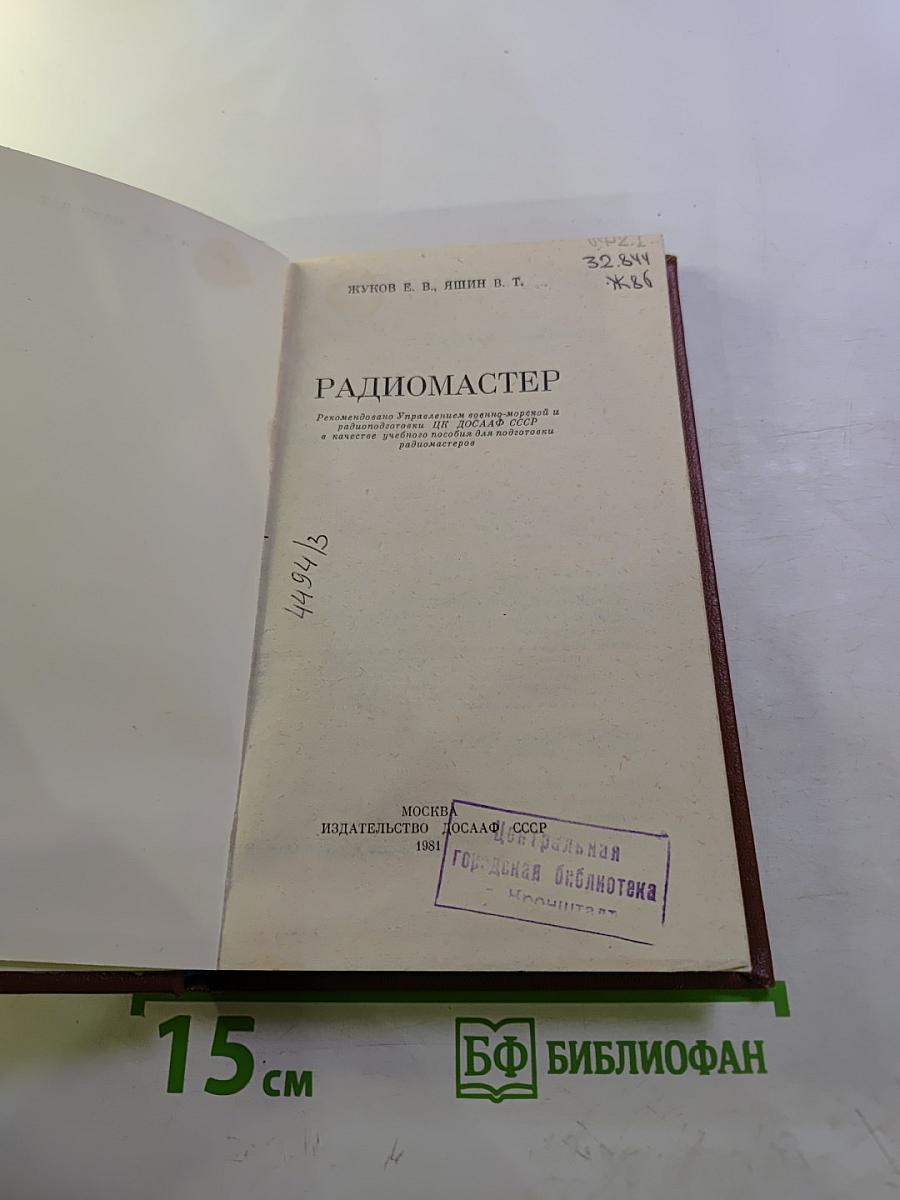 32.844
Ж86
ЖУКОВ Е. В., ЯШИН В. Т.
РАДИОМАСТЕР
Рекомендовано Управлением военно-морской и
радиоподготовки ЦК ДОСААФ СССР
в качестве учебного пособия для подготовки
радиомастеров
4494/3
МОСКВА
ИЗДАТЕЛЬСТВО ДОСААФ СССР
1981
Центральная
городская библиотека
г. Кронштадт
15 см
БФ БИБЛИОФАН